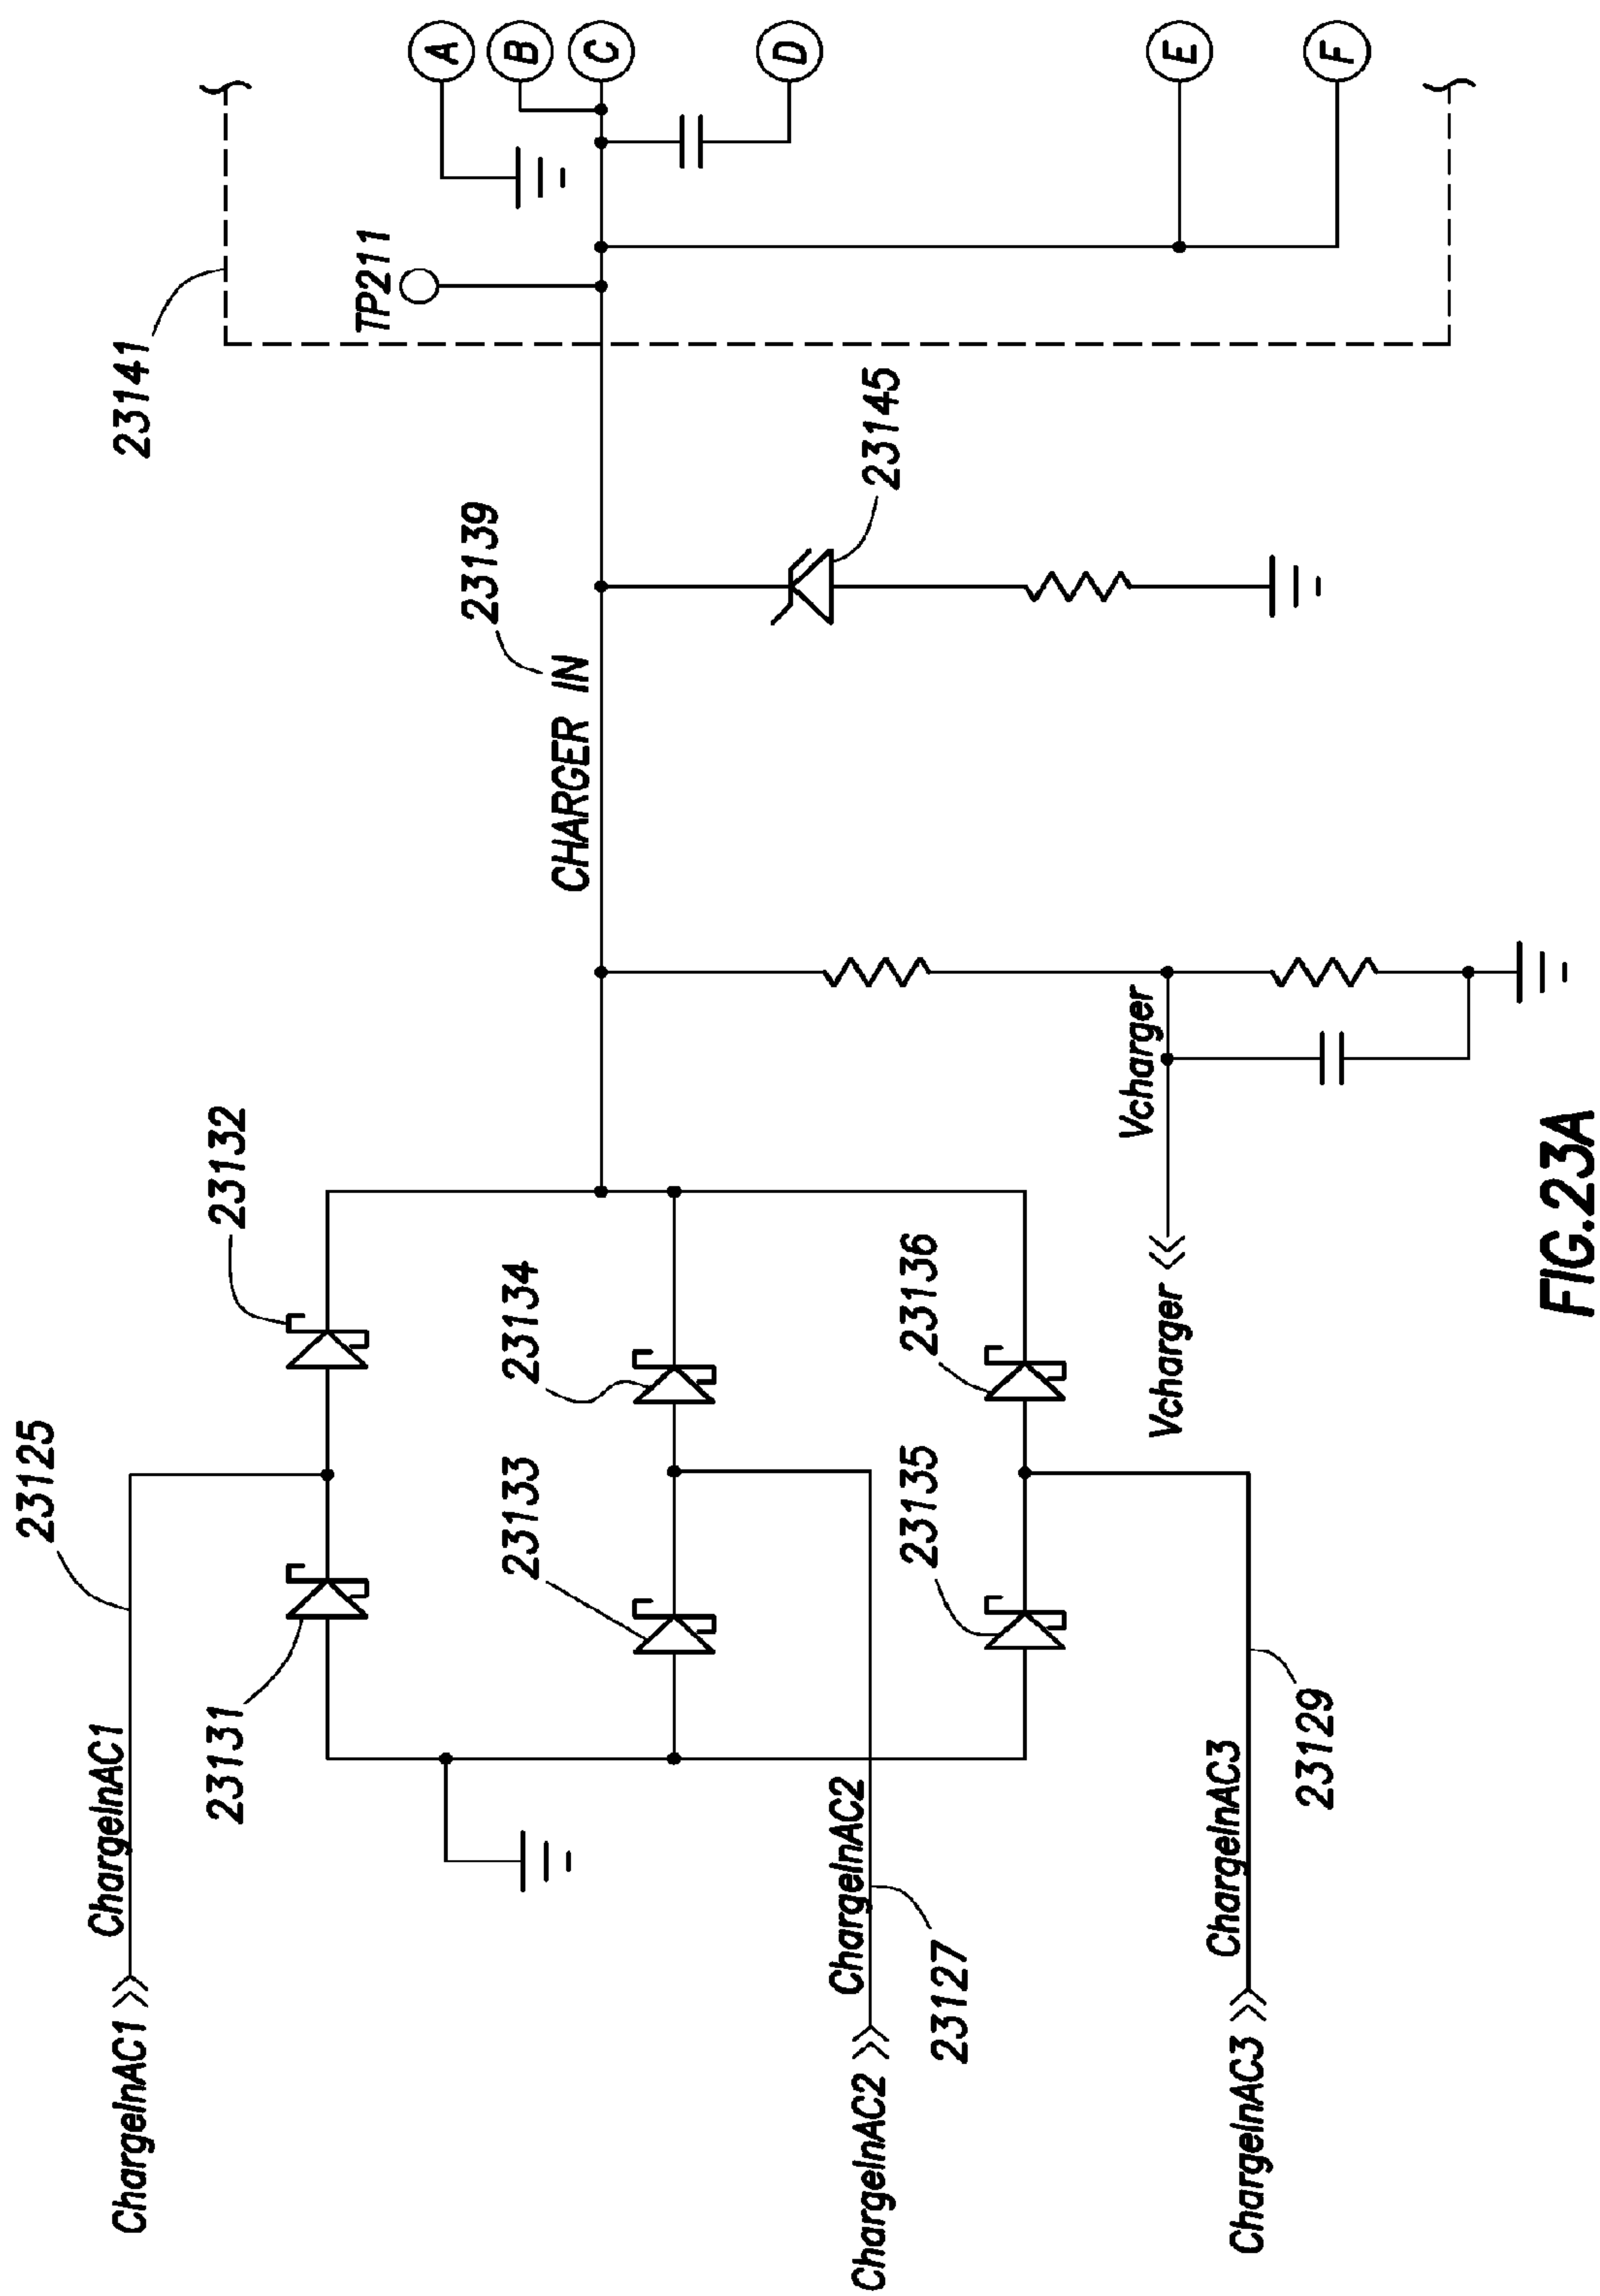 23125
ChargeInAC1
ChargeInAC1
23131
23132
23133
23134
23135
23136
ChargeInAC2
ChargeInAC2
23127
ChargeInAC3
ChargeInAC3
23129
Vcharger
Vcharger
CHARGER IN
23139
23145
23141
TP211
A
B
C
D
E
F
FIG.23A